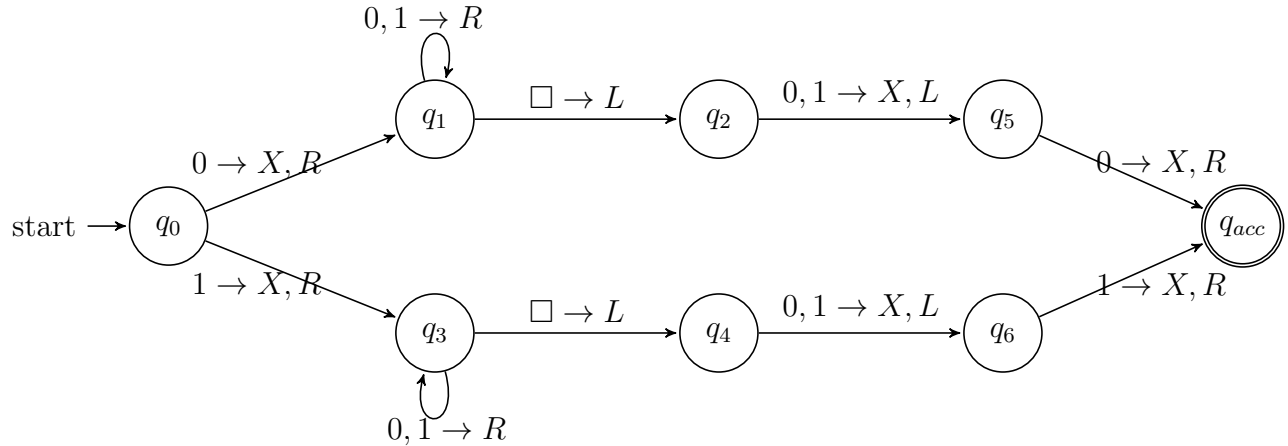 0, 1 → R
q₁
□ → L
q₂
0, 1 → X, L
q₅
0 → X, R
0 → X, R
start
q₀
q_acc
1 → X, R
1 → X, R
q₃
□ → L
q₄
0, 1 → X, L
q₆
0, 1 → R